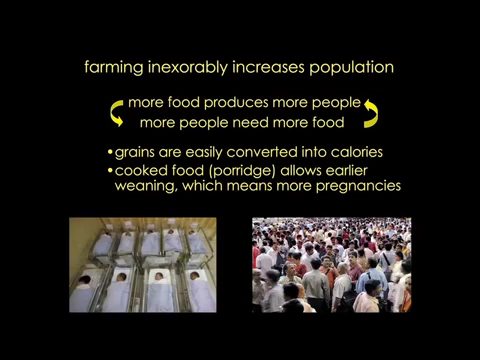 farming inexorably increases population
more food produces more people
more people need more food
•grains are easily converted into calories
•cooked food (porridge) allows earlier
weaning, which means more pregnancies